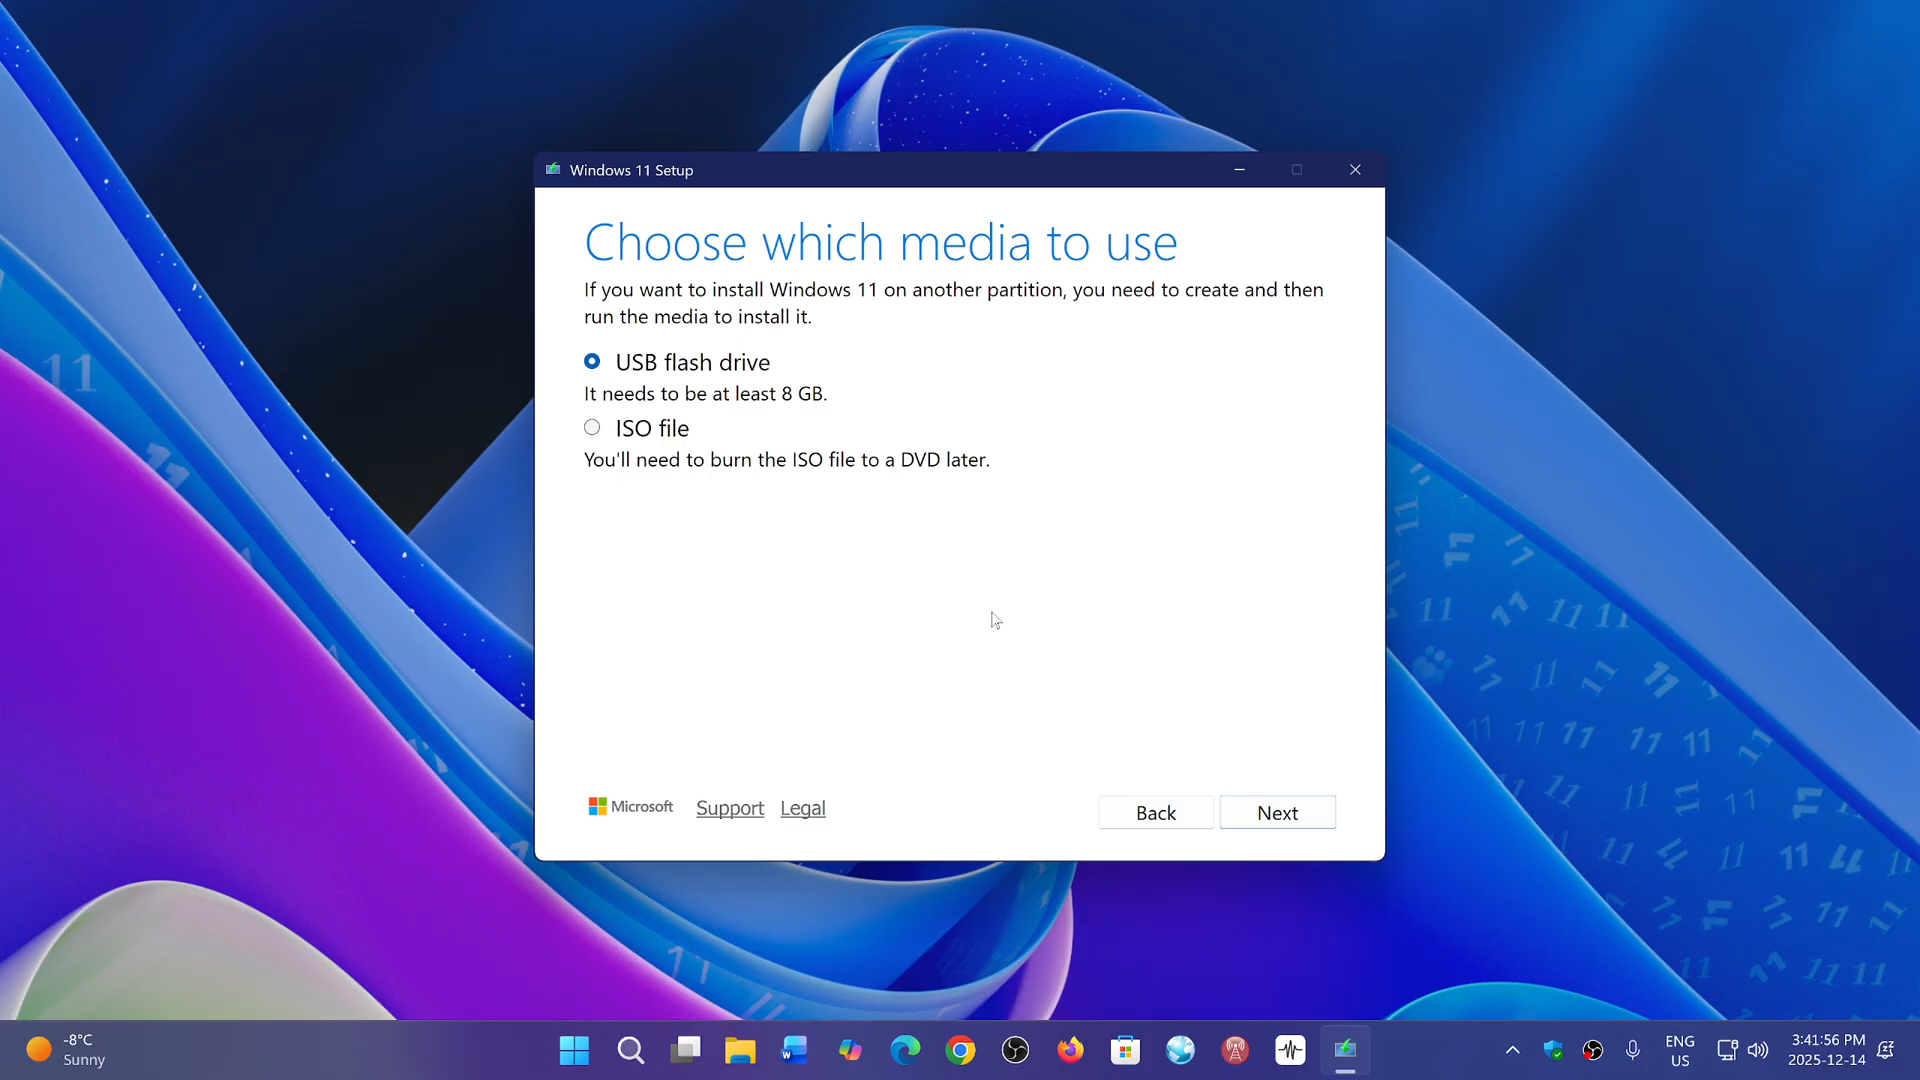 Windows 11 Setup
Choose which media to use
If you want to install Windows 11 on another partition, you need to create and then
run the media to install it.
USB flash drive
It needs to be at least 8 GB.
ISO file
You'll need to burn the ISO file to a DVD later.
Microsoft Support Legal
Back Next
-8°C
Sunny
ENG
US
3:41:56 PM
2025-12-14